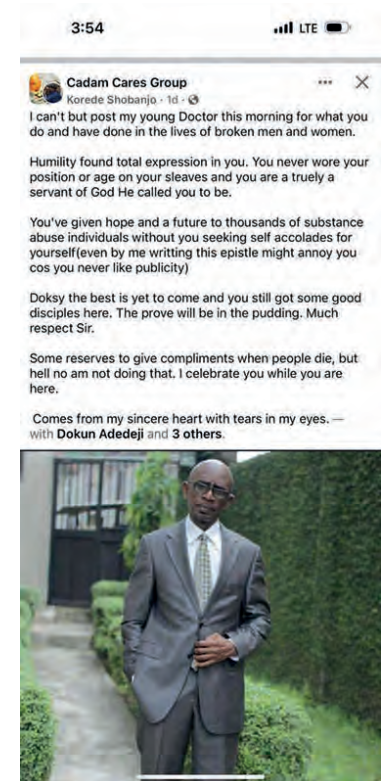 3:54
LTE
Cadam Cares Group
Korede Shobanjo · 1d ·
I can't but post my young Doctor this morning for what you
do and have done in the lives of broken men and women.
Humility found total expression in you. You never wore your
position or age on your sleaves and you are a truely a
servant of God He called you to be.
You've given hope and a future to thousands of substance
abuse individuals without you seeking self accolades for
yourself(even by me writting this epistle might annoy you
cos you never like publicity)
Doksy the best is yet to come and you still got some good
disciples here. The prove will be in the pudding. Much
respect Sir.
Some reserves to give compliments when people die, but
hell no am not doing that. I celebrate you while you are
here.
Comes from my sincere heart with tears in my eyes. —
with Dokun Adedeji and 3 others.